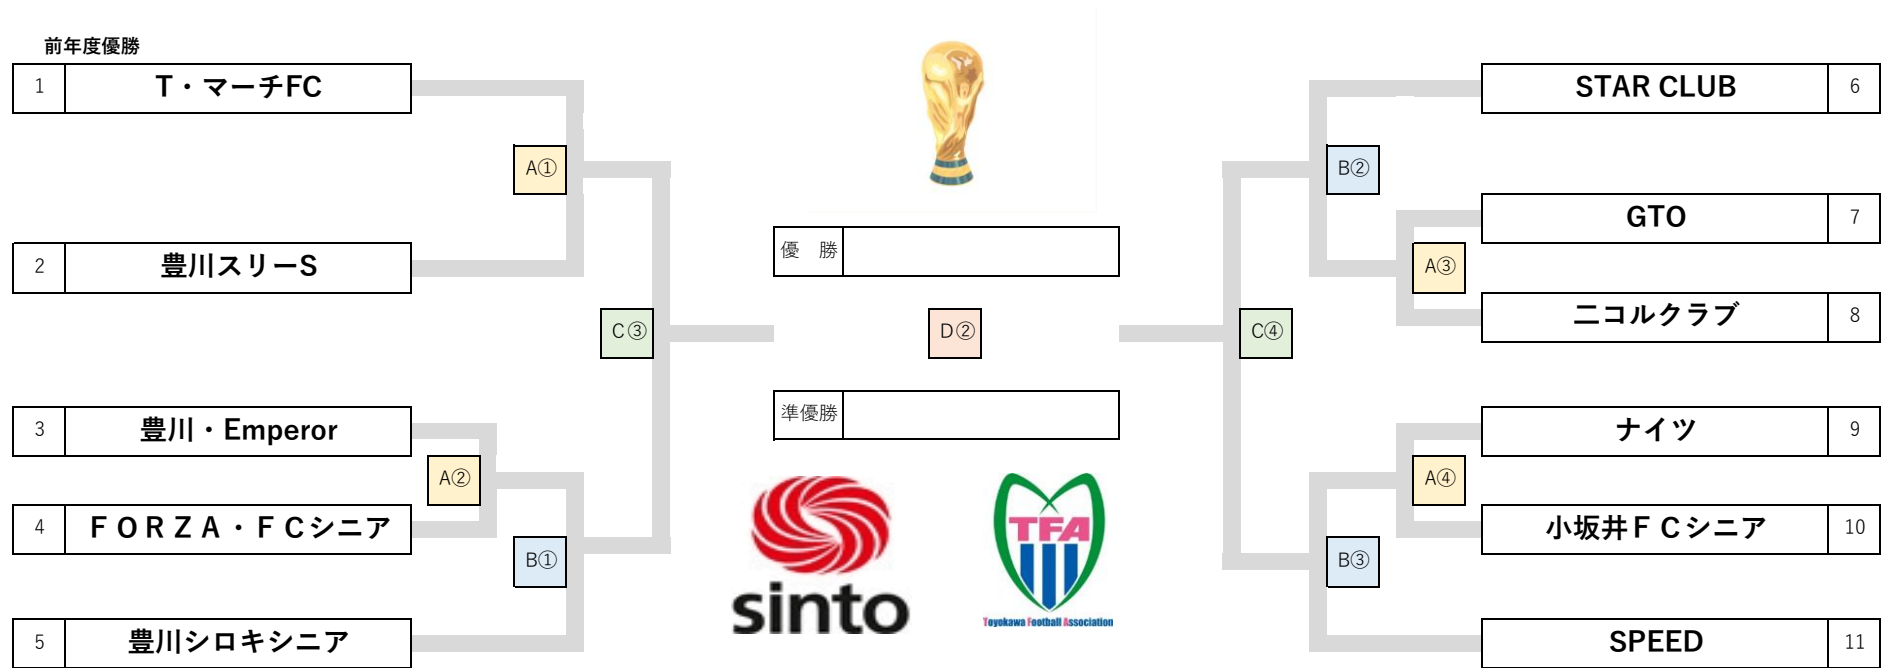 前年度優勝
1 T・マーチFC
2 豊川スリーS
3 豊川・Emperor
4 ＦＯＲＺＡ・ＦＣシニア
5 豊川シロキシニア
A①
A②
B①
C③
優　勝
D②
準優勝
sinto
TFA
Toyokawa Football Association
C④
B②
A③
A④
B③
STAR CLUB 6
GTO 7
二コルクラブ 8
ナイツ 9
小坂井ＦＣシニア 10
SPEED 11